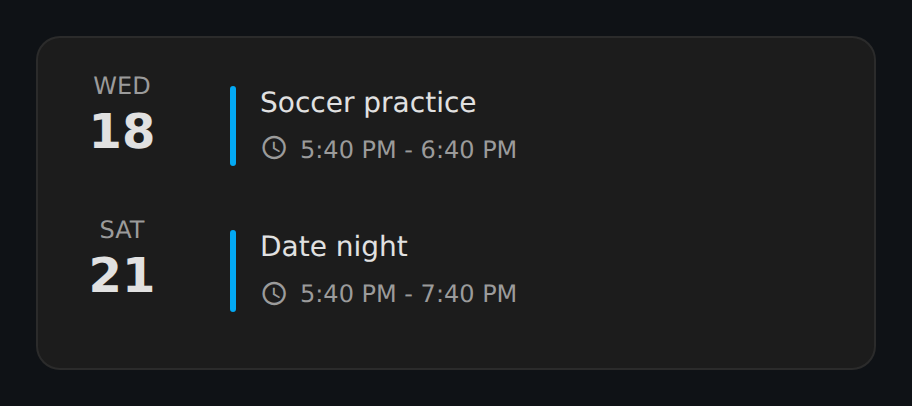 WED
18
Soccer practice
5:40 PM - 6:40 PM
SAT
21
Date night
5:40 PM - 7:40 PM